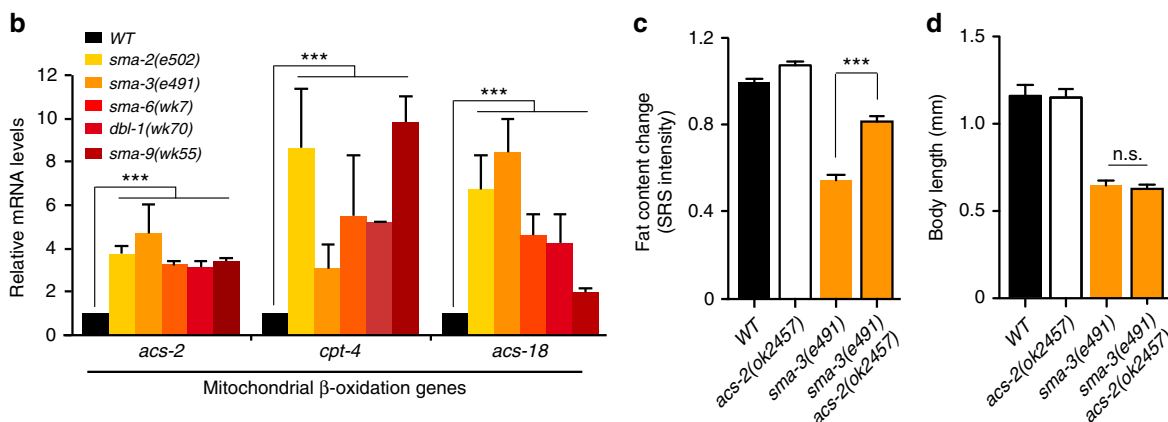 b
WT
sma-2(e502)
sma-3(e491)
sma-6(wk7)
dbl-1(wk70)
sma-9(wk55)
Relative mRNA levels
12
10
8
6
4
2
0
***
***
***
acs-2
cpt-4
acs-18
Mitochondrial β-oxidation genes
c
Fat content change
(SRS intensity)
1.2
0.8
0.4
0
***
WT
acs-2(ok2457)
sma-3(e491)
sma-3(e491)
acs-2(ok2457)
d
Body length (mm)
1.5
1.0
0.5
0
n.s.
WT
acs-2(ok2457)
sma-3(e491)
sma-3(e491)
acs-2(ok2457)